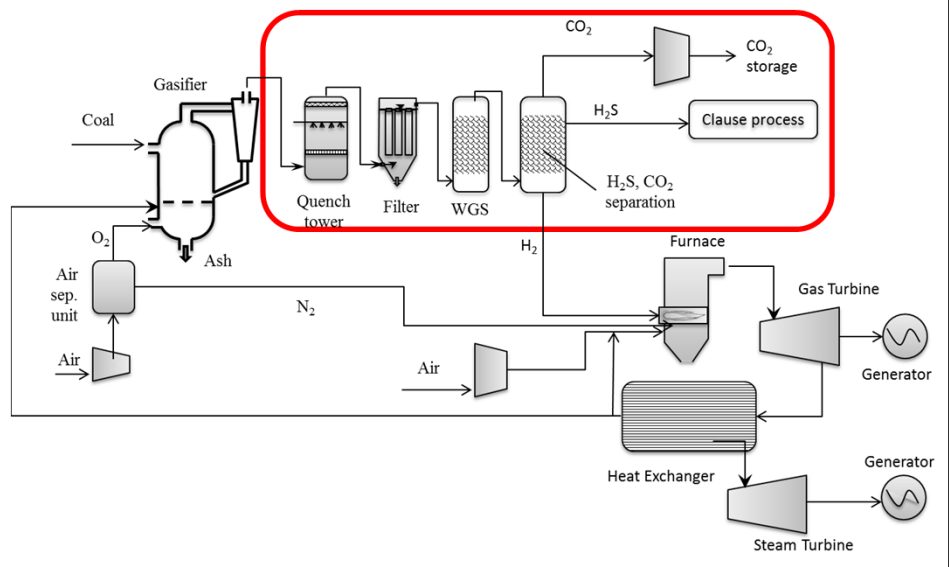 CO2
CO2
storage
Gasifier
Coal
H2S
Clause process
H2S, CO2
separation
Quench
tower
Filter
WGS
O2
Ash
H2
Furnace
Air
sep.
unit
N2
Gas Turbine
Air
Air
Generator
Heat Exchanger
Generator
Steam Turbine